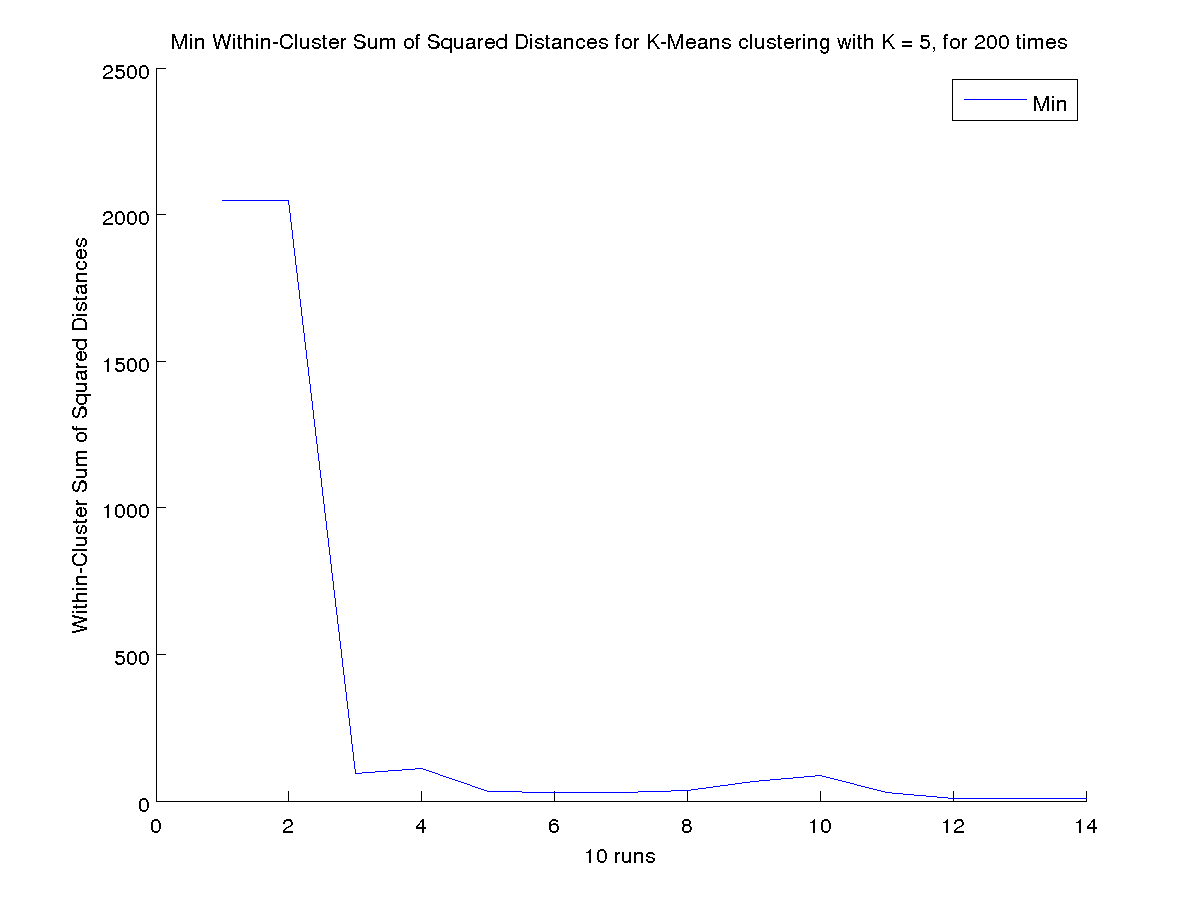 Min Within-Cluster Sum of Squared Distances for K-Means clustering with K = 5, for 200 times
Min
Within-Cluster Sum of Squared Distances
2500
2000
1500
1000
500
0
0 2 4 6 8 10 12 14
10 runs